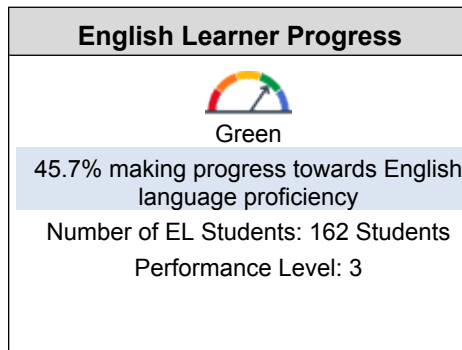 English Learner Progress
Green
45.7% making progress towards English
language proficiency
Number of EL Students: 162 Students
Performance Level: 3